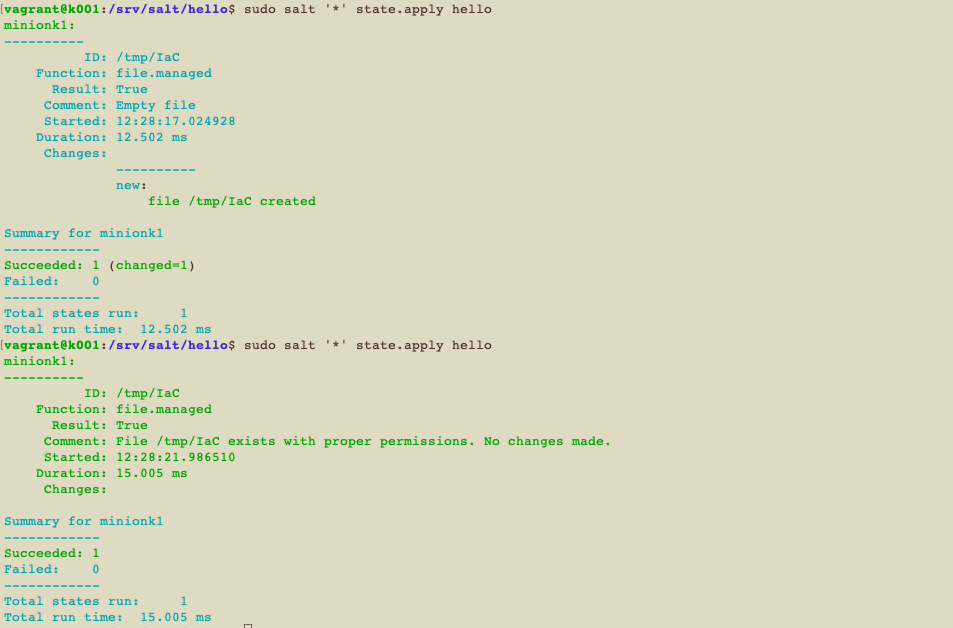 [vagrant@k001:/srv/salt/hello$ sudo salt '*' state.apply hello
minionk1:
----------
          ID: /tmp/IaC
    Function: file.managed
      Result: True
     Comment: Empty file
     Started: 12:28:17.024928
    Duration: 12.502 ms
     Changes:
              ----------
              new:
                  file /tmp/IaC created

Summary for minionk1
------------
Succeeded: 1 (changed=1)
Failed:    0
------------
Total states run:     1
Total run time:  12.502 ms
[vagrant@k001:/srv/salt/hello$ sudo salt '*' state.apply hello
minionk1:
----------
          ID: /tmp/IaC
    Function: file.managed
      Result: True
     Comment: File /tmp/IaC exists with proper permissions. No changes made.
     Started: 12:28:21.986510
    Duration: 15.005 ms
     Changes:

Summary for minionk1
------------
Succeeded: 1
Failed:    0
------------
Total states run:     1
Total run time:  15.005 ms